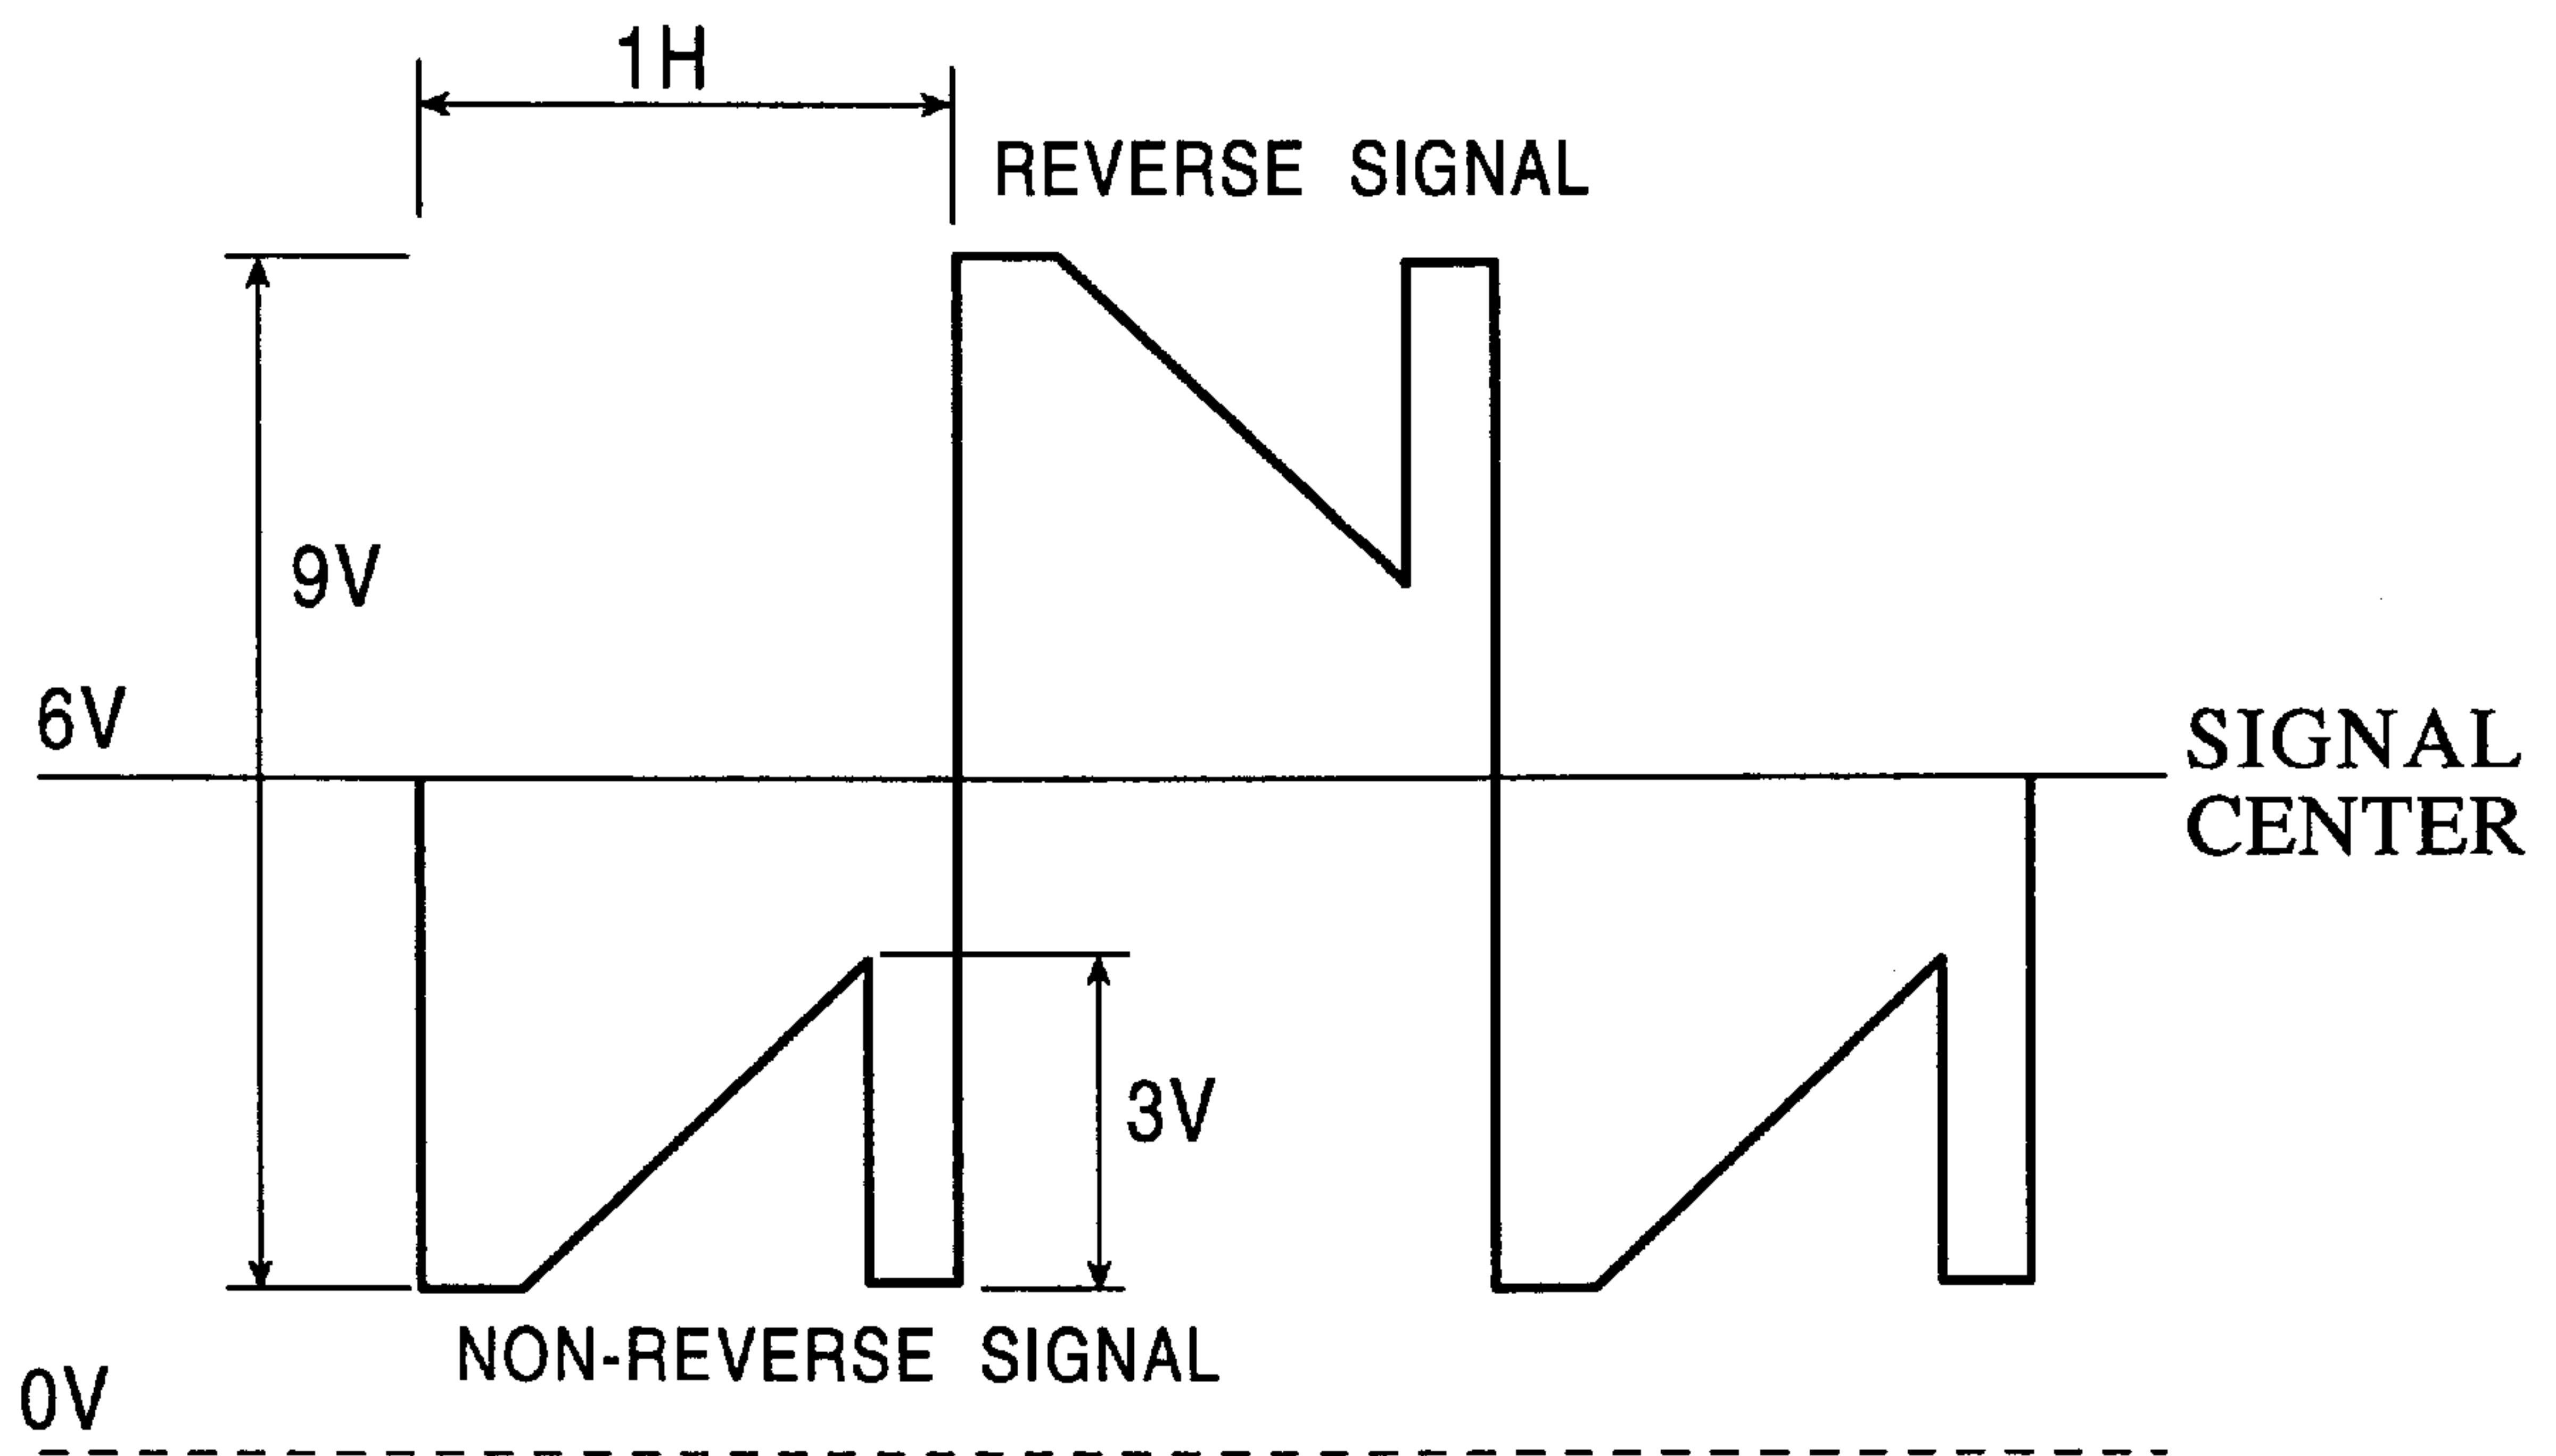 1H
REVERSE SIGNAL
9V
6V
SIGNAL
CENTER
3V
NON-REVERSE SIGNAL
0V